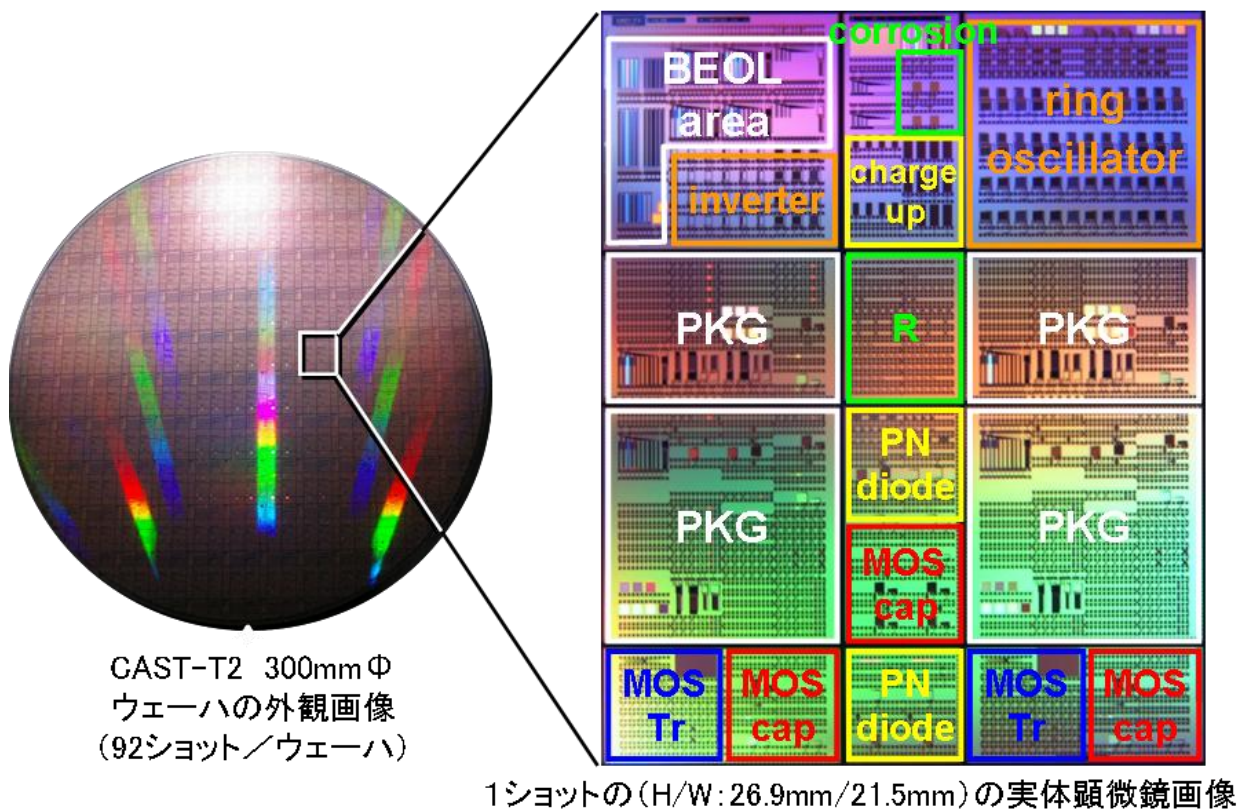 corrosion
BEOL
area
ring
oscillator
charge
up
inverter
PKG
R
PKG
PN
diode
PKG
PKG
MOS
cap
MOS
Tr
MOS
cap
PN
diode
MOS
Tr
MOS
cap
CAST-T2 300mmΦ
ウェーハの外観画像
(92ショット/ウェーハ)
1ショットの(H/W:26.9mm/21.5mm)の実体顕微鏡画像